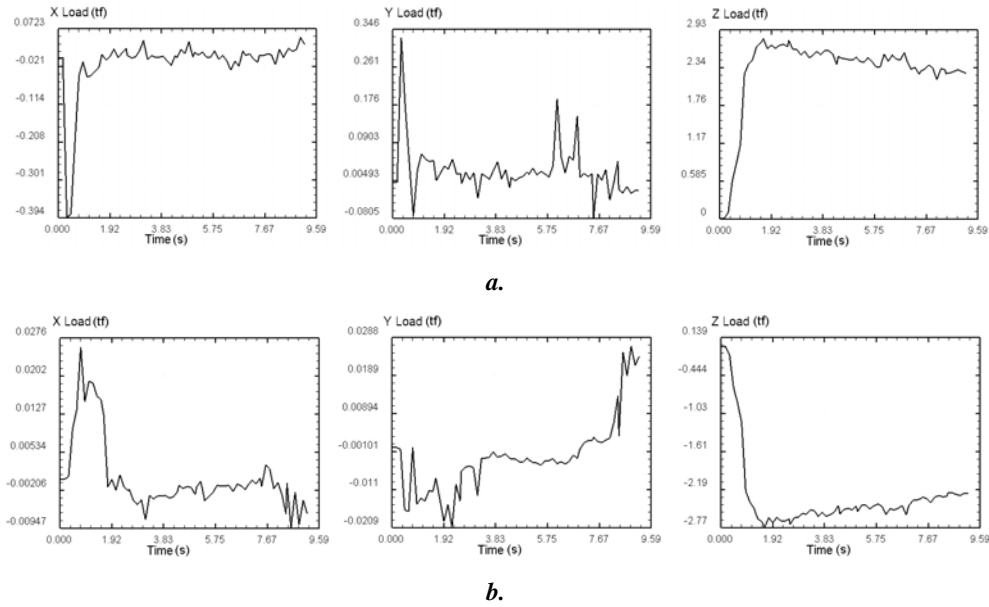 X Load (tf)
0.0723
-0.021
-0.114
-0.208
-0.301
-0.394
0.000 1.92 3.83 5.75 7.67 9.59
Time (s)
Y Load (tf)
0.346
0.261
0.176
0.0903
0.00493
-0.0805
0.000 1.92 3.83 5.75 7.67 9.59
Time (s)
Z Load (tf)
2.93
2.34
1.76
1.17
0.585
0
0.000 1.92 3.83 5.75 7.67 9.59
Time (s)
a.
X Load (tf)
0.0276
0.0202
0.0127
0.00534
-0.00206
-0.00947
0.000 1.92 3.83 5.75 7.67 9.59
Time (s)
Y Load (tf)
0.0288
0.0189
0.00894
-0.00101
-0.011
-0.0209
0.000 1.92 3.83 5.75 7.67 9.59
Time (s)
Z Load (tf)
0.139
-0.444
-1.03
-1.61
-2.19
-2.77
0.000 1.92 3.83 5.75 7.67 9.59
Time (s)
b.